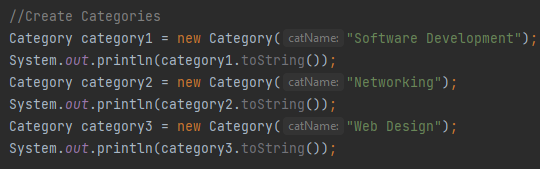 //Create Categories
Category category1 = new Category( catName: "Software Development");
System.out.println(category1.toString());
Category category2 = new Category( catName: "Networking");
System.out.println(category2.toString());
Category category3 = new Category( catName: "Web Design");
System.out.println(category3.toString());